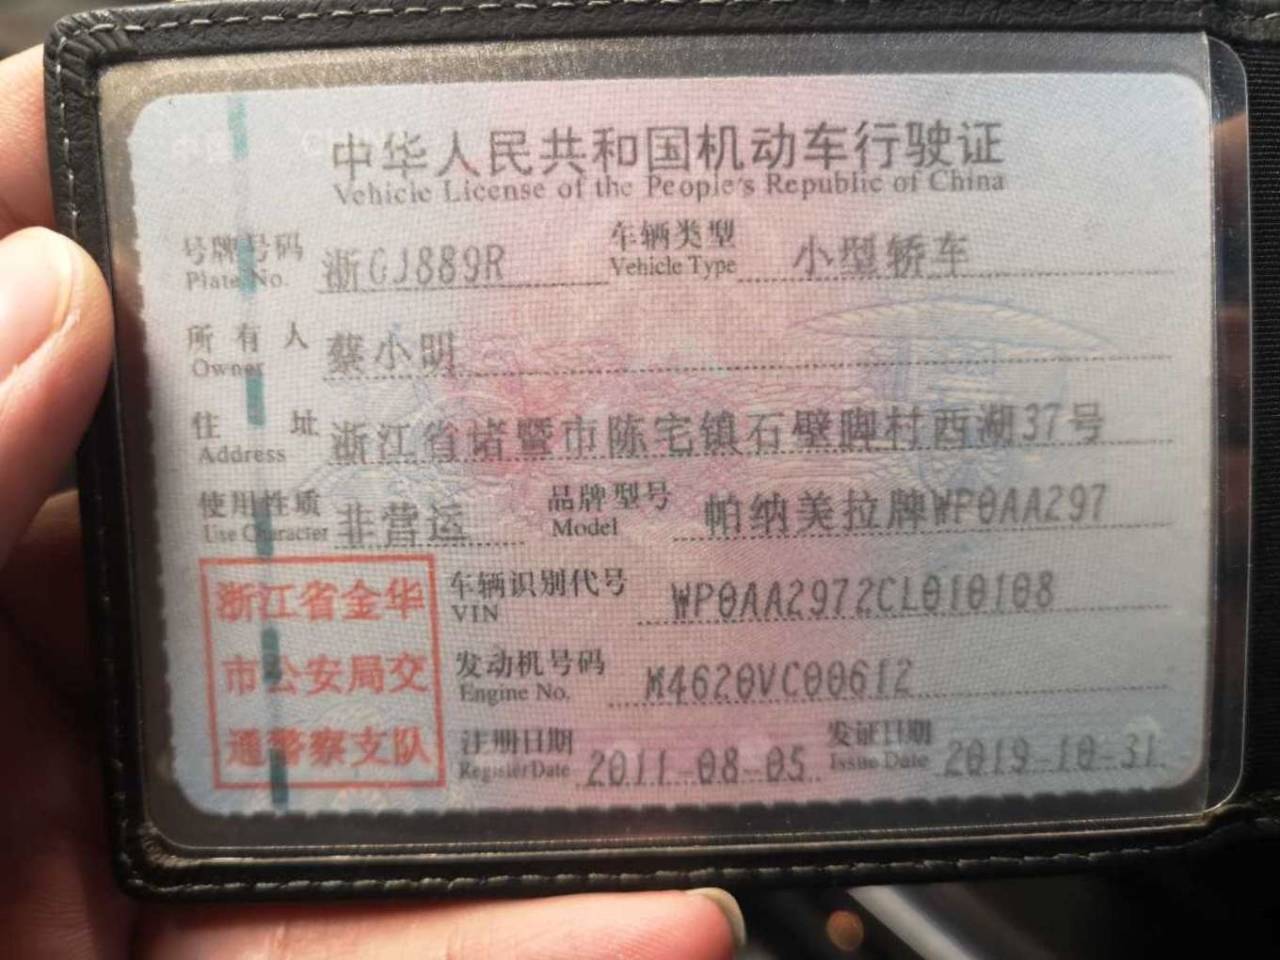 中华人民共和国机动车行驶证
Vehicle License of the People's Republic of China
号牌号码 浙GJ889R 车辆类型 小型轿车
Plate No. Vehicle Type
所有人 蔡小明
Owner
住址 浙江省诸暨市陈宅镇石壁脚村西湖37号
Address
使用性质 非营运 品牌型号 帕纳美拉牌WP0AA297
Use Character Model
浙江省金华
市公安局交
通警察支队
车辆识别代号 WP0AA2972CL010108
VIN
发动机号码 M4620VC00612
Engine No.
注册日期 2011-08-05 发证日期 2019-10-31
Register Date Issue Date